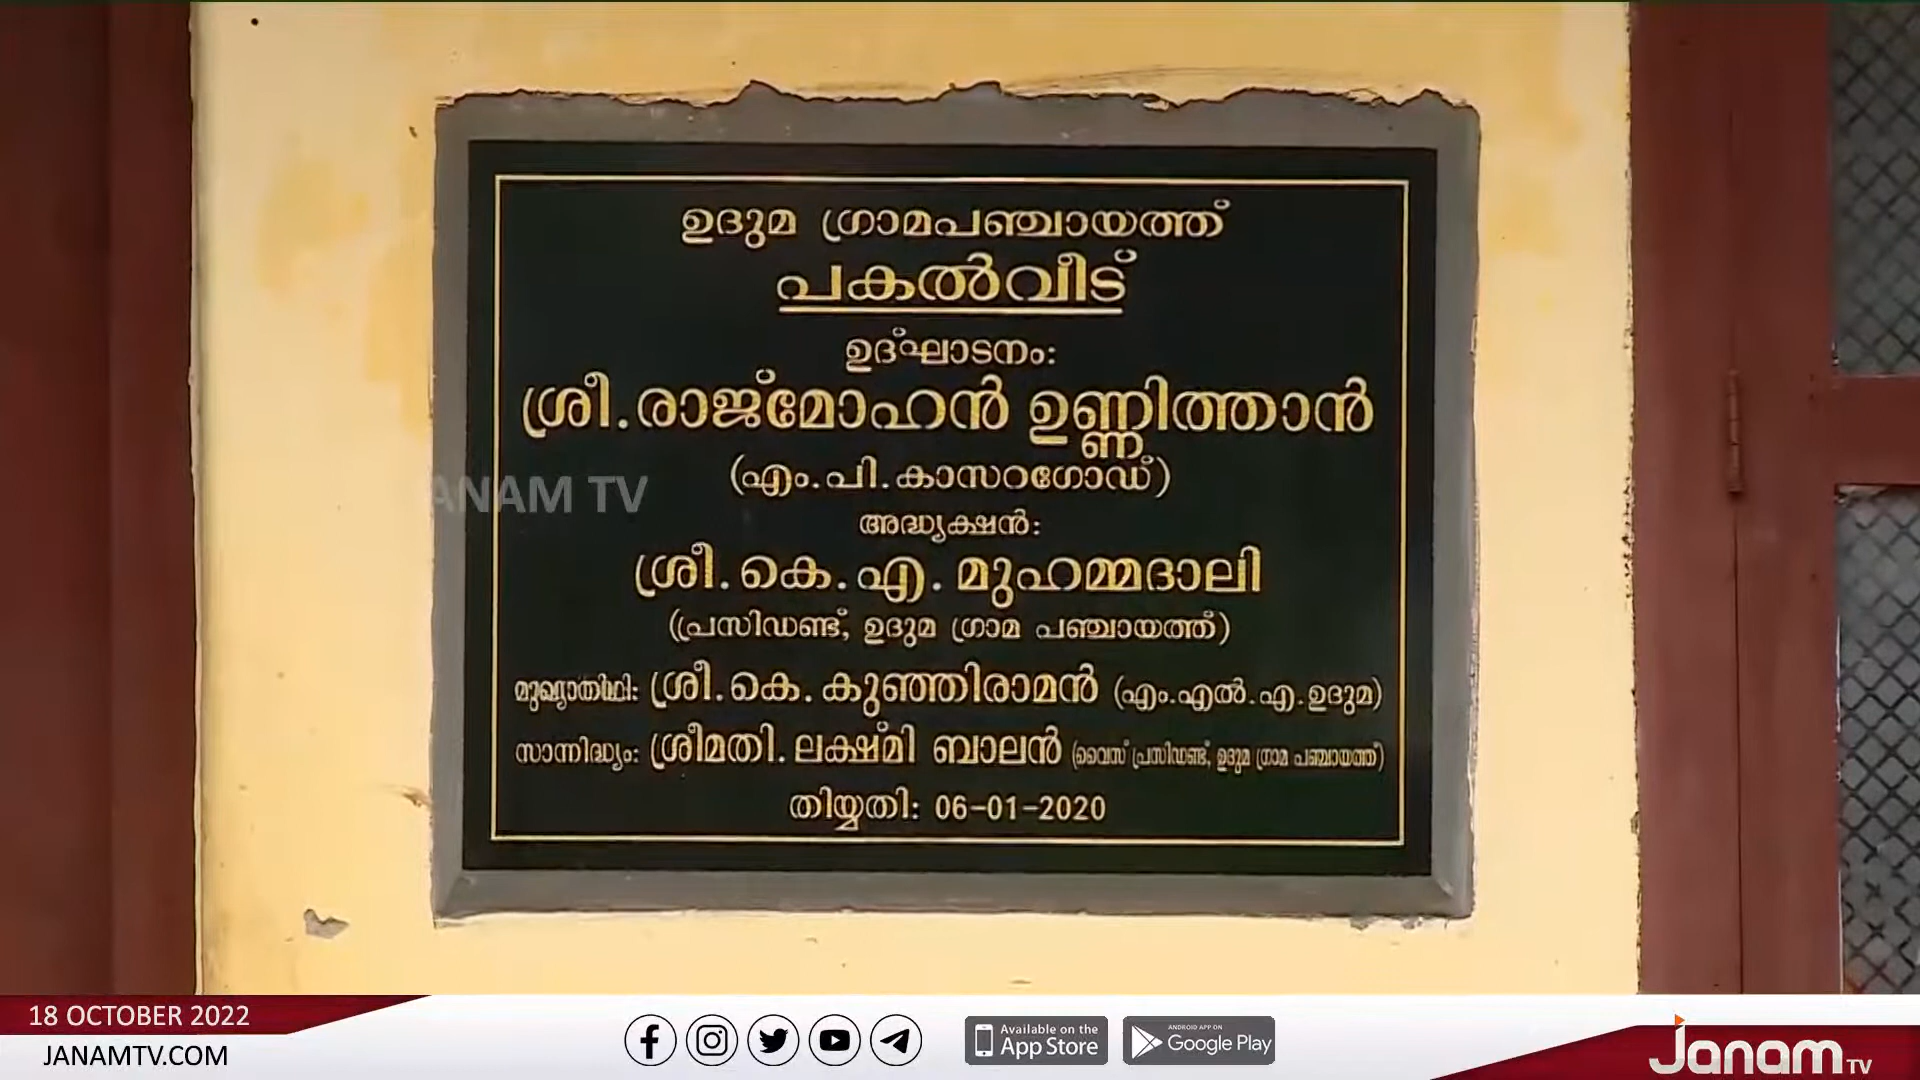 ഉദുമ ഗ്രാമപഞ്ചായത്ത്
പകൽവീട്
ഉദ്ഘാടനം:
ശ്രീ.രാജ്മോഹൻ ഉണ്ണിത്താൻ
(എം.പി.കാസറഗോഡ്)
JANAM TV
അദ്ധ്യക്ഷൻ:
ശ്രീ.കെ.എ.മുഹമ്മദാലി
(പ്രസിഡണ്ട്, ഉദുമ ഗ്രാമ പഞ്ചായത്ത്)
മുഖ്യാതിഥി: ശ്രീ.കെ.കുഞ്ഞിരാമൻ (എം.എൽ.എ.ഉദുമ)
സാന്നിദ്ധ്യം: ശ്രീമതി.ലക്ഷ്മി ബാലൻ (വൈസ് പ്രസിഡണ്ട്, ഉദുമ ഗ്രാമ പഞ്ചായത്ത്)
തിയ്യതി: 06-01-2020
18 OCTOBER 2022
JANAMTV.COM
Available on the
App Store
ANDROID APP ON
Google Play
Janam TV